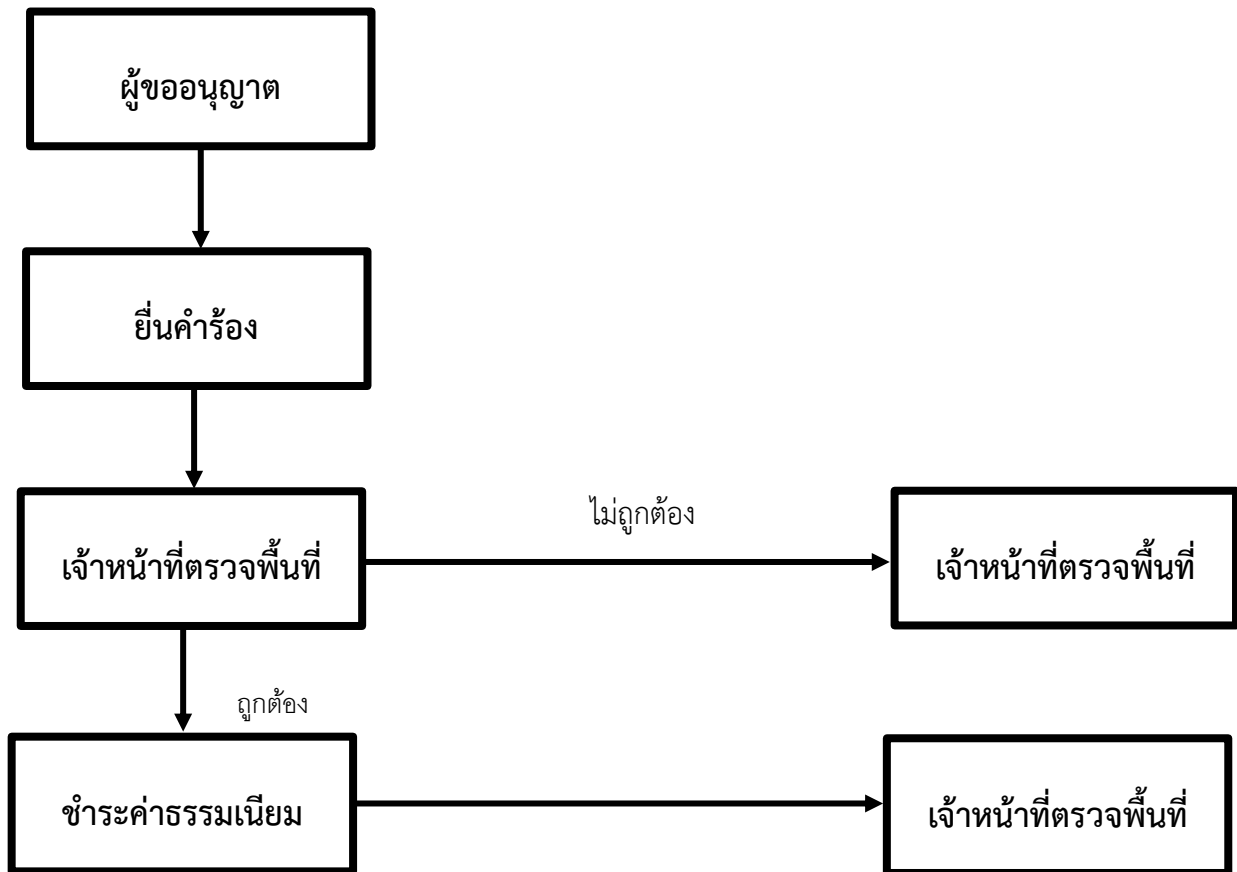 ผู้ขออนุญาต
ยื่นคำร้อง
ไม่ถูกต้อง
เจ้าหน้าที่ตรวจพื้นที่
เจ้าหน้าที่ตรวจพื้นที่
ถูกต้อง
ชำระค่าธรรมเนียม
เจ้าหน้าที่ตรวจพื้นที่